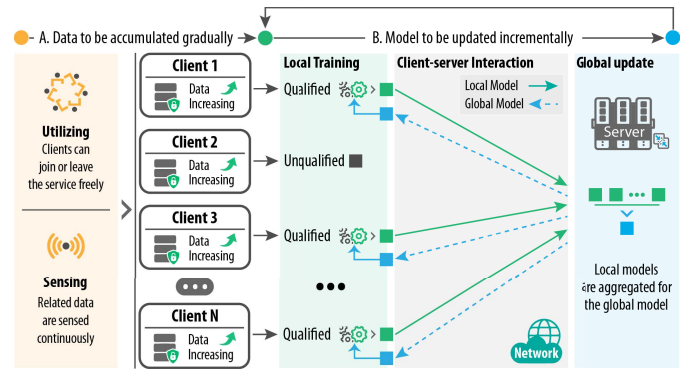 A. Data to be accumulated gradually
B. Model to be updated incrementally
Utilizing
Clients can
join or leave
the service freely
Sensing
Related data
are sensed
continuously
Client 1
Data
Increasing
Client 2
Data
Increasing
Client 3
Data
Increasing
Client N
Data
Increasing
Local Training
Qualified
Unqualified
Qualified
Qualified
Client-server Interaction
Local Model
Global Model
Network
Global update
Server
Local models
are aggregated for
the global model